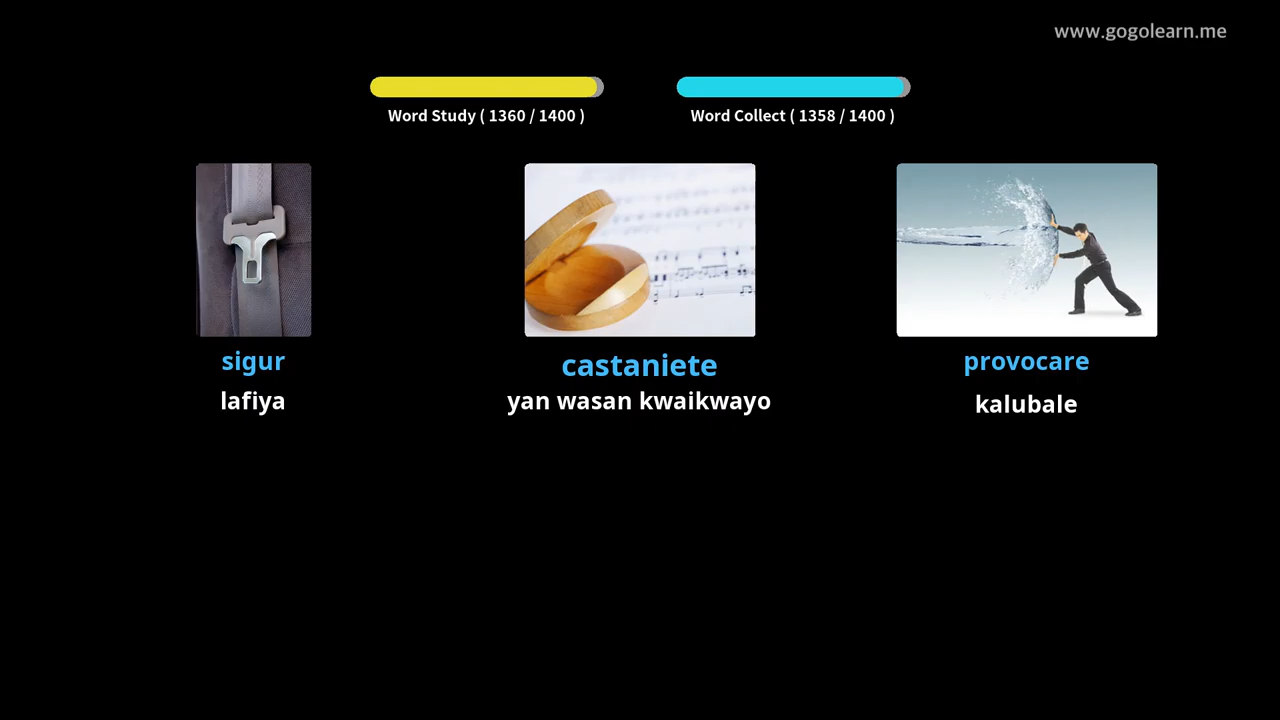 www.gogolearn.me
Word Study ( 1360 / 1400 )
Word Collect ( 1358 / 1400 )
sigur
castaniete
provocare
lafiya
yan wasan kwaikwayo
kalubale